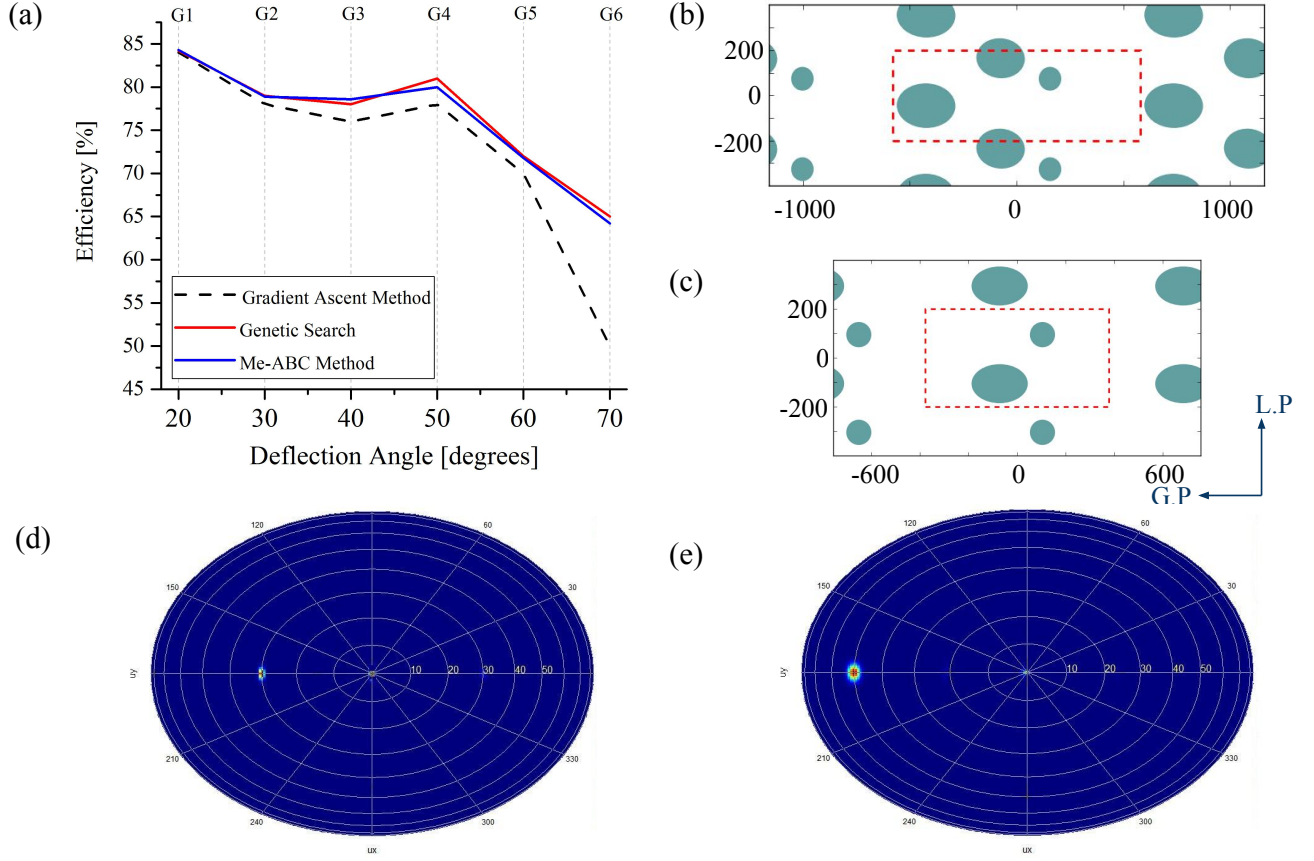 (a)
G1 G2 G3 G4 G5 G6
85
80
75
70
65
60
55
50
45
Efficiency [%]
Gradient Ascent Method
Genetic Search
Me-ABC Method
20 30 40 50 60 70
Deflection Angle [degrees]
(b)
200
0
-200
-1000 0 1000
(c)
200
0
-200
-600 0 600
L.P
G.P
(d)
120 60
150 30
uy
10 20 30 40 50
210 330
240 300
ux
(e)
120 60
150 30
uy
10 20 30 40 50
210 330
240 300
ux